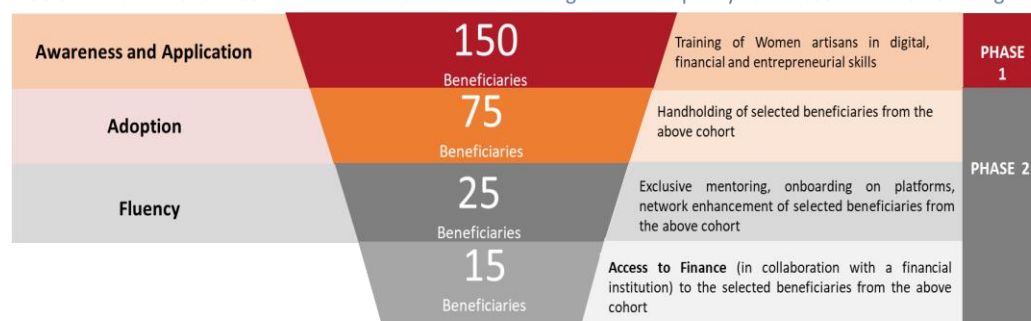 Awareness and Application
150
Beneficiaries
Training of Women artisans in digital,
financial and entrepreneurial skills
PHASE
1
Adoption
75
Beneficiaries
Handholding of selected beneficiaries from the
above cohort
PHASE 2
Fluency
25
Beneficiaries
Exclusive mentoring, onboarding on platforms,
network enhancement of selected beneficiaries from
the above cohort
15
Beneficiaries
Access to Finance (in collaboration with a financial
institution) to the selected beneficiaries from the above
cohort